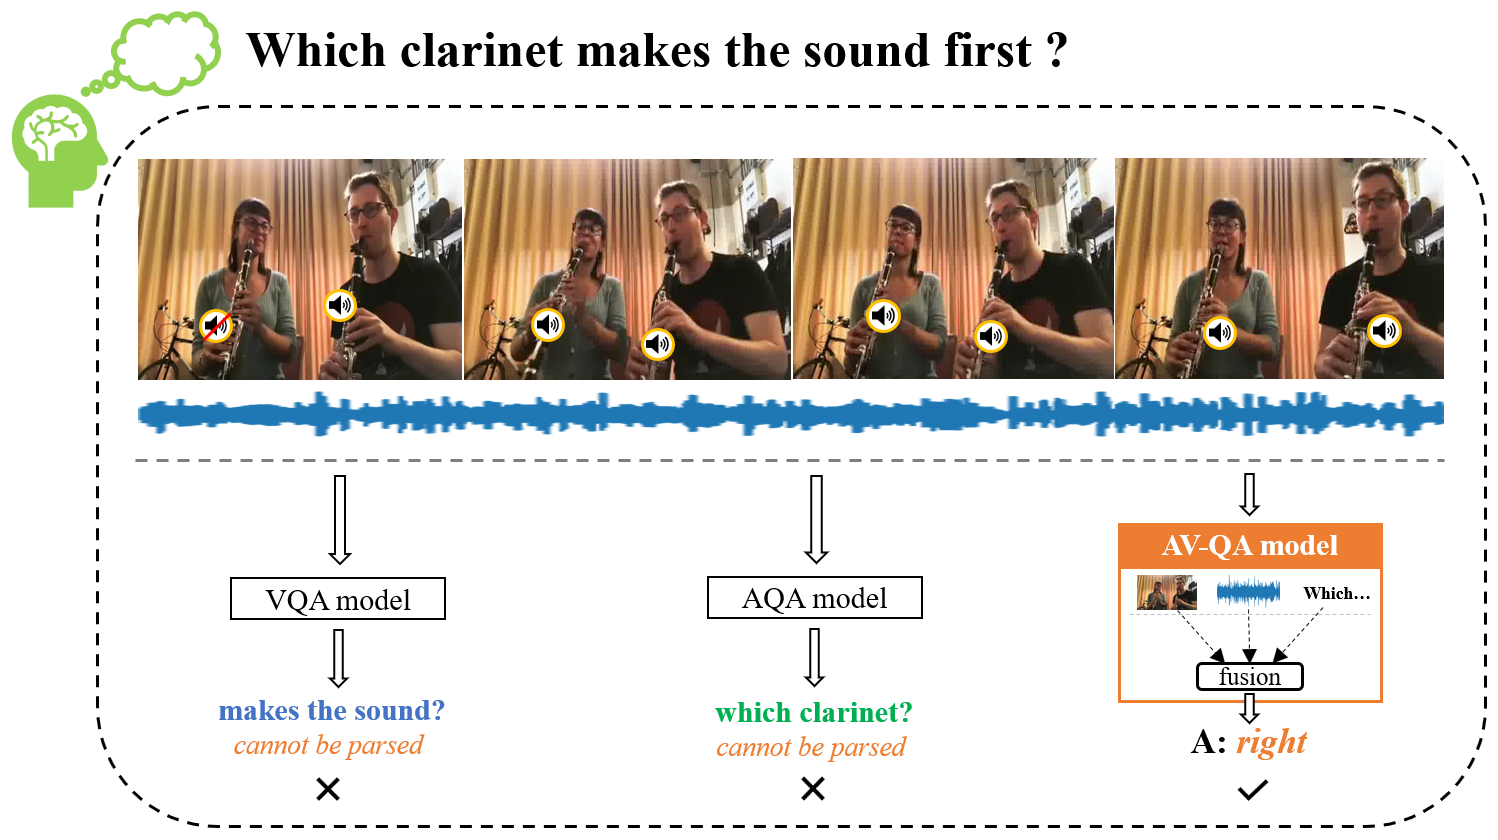 Which clarinet makes the sound first ?
AV-QA model
Which...
VQA model
AQA model
fusion
makes the sound?
cannot be parsed
which clarinet?
cannot be parsed
A: right